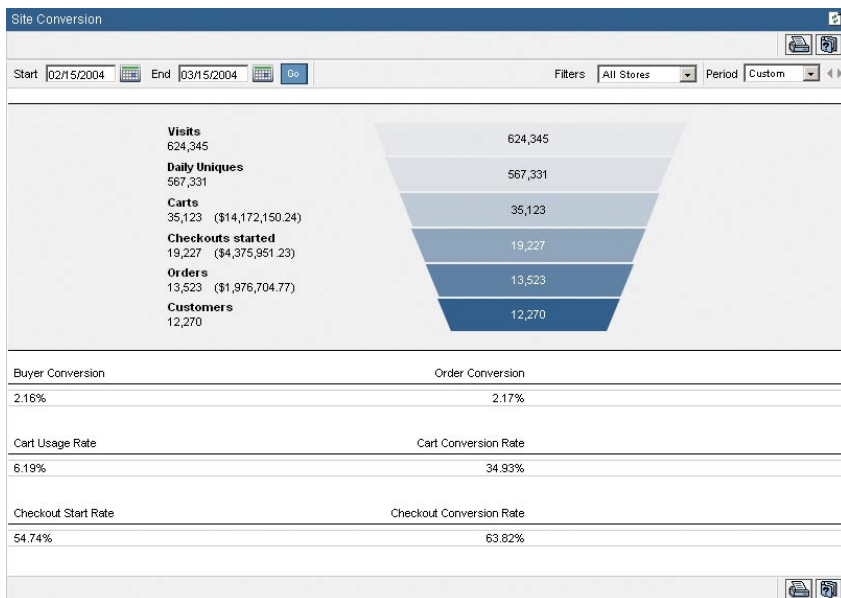 Site Conversion
Start 02/15/2004 End 03/15/2004 Go Filters All Stores Period Custom
Visits
624,345
624,345
Daily Uniques
567,331
567,331
Carts
35,123 ($14,172,150.24)
35,123
Checkouts started
19,227 ($4,375,951.23)
19,227
Orders
13,523 ($1,976,704.77)
13,523
Customers
12,270
12,270
Buyer Conversion Order Conversion
2.16% 2.17%
Cart Usage Rate Cart Conversion Rate
6.19% 34.93%
Checkout Start Rate Checkout Conversion Rate
54.74% 63.82%